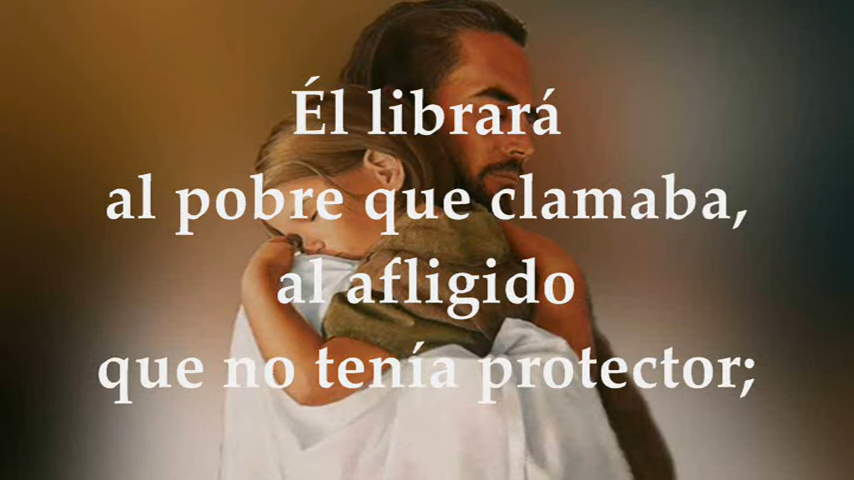 Él librará
al pobre que clamaba,
al afligido
que no tenía protector;